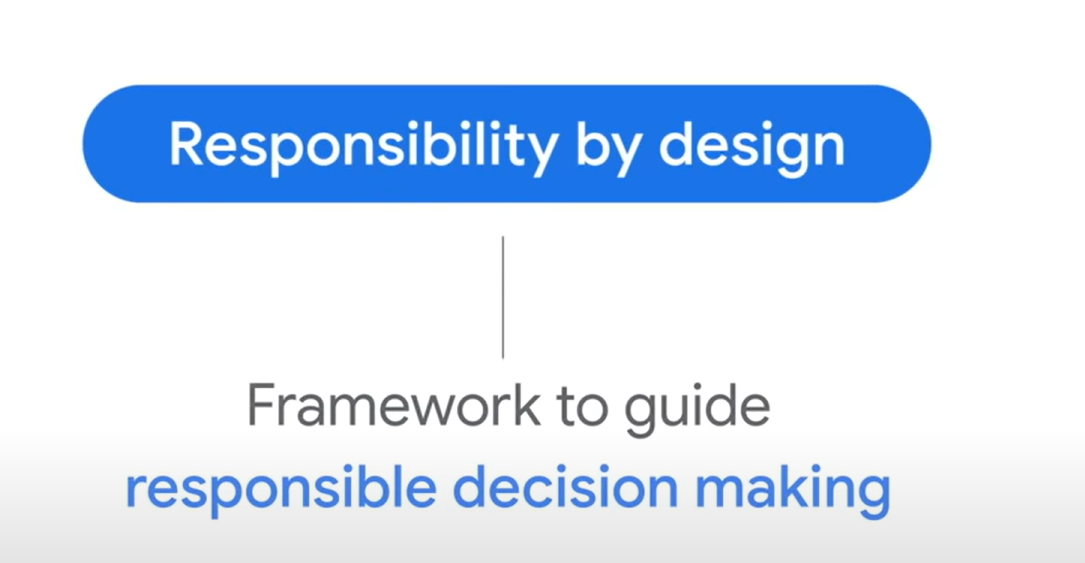 Responsibility by design
Framework to guide
responsible decision making